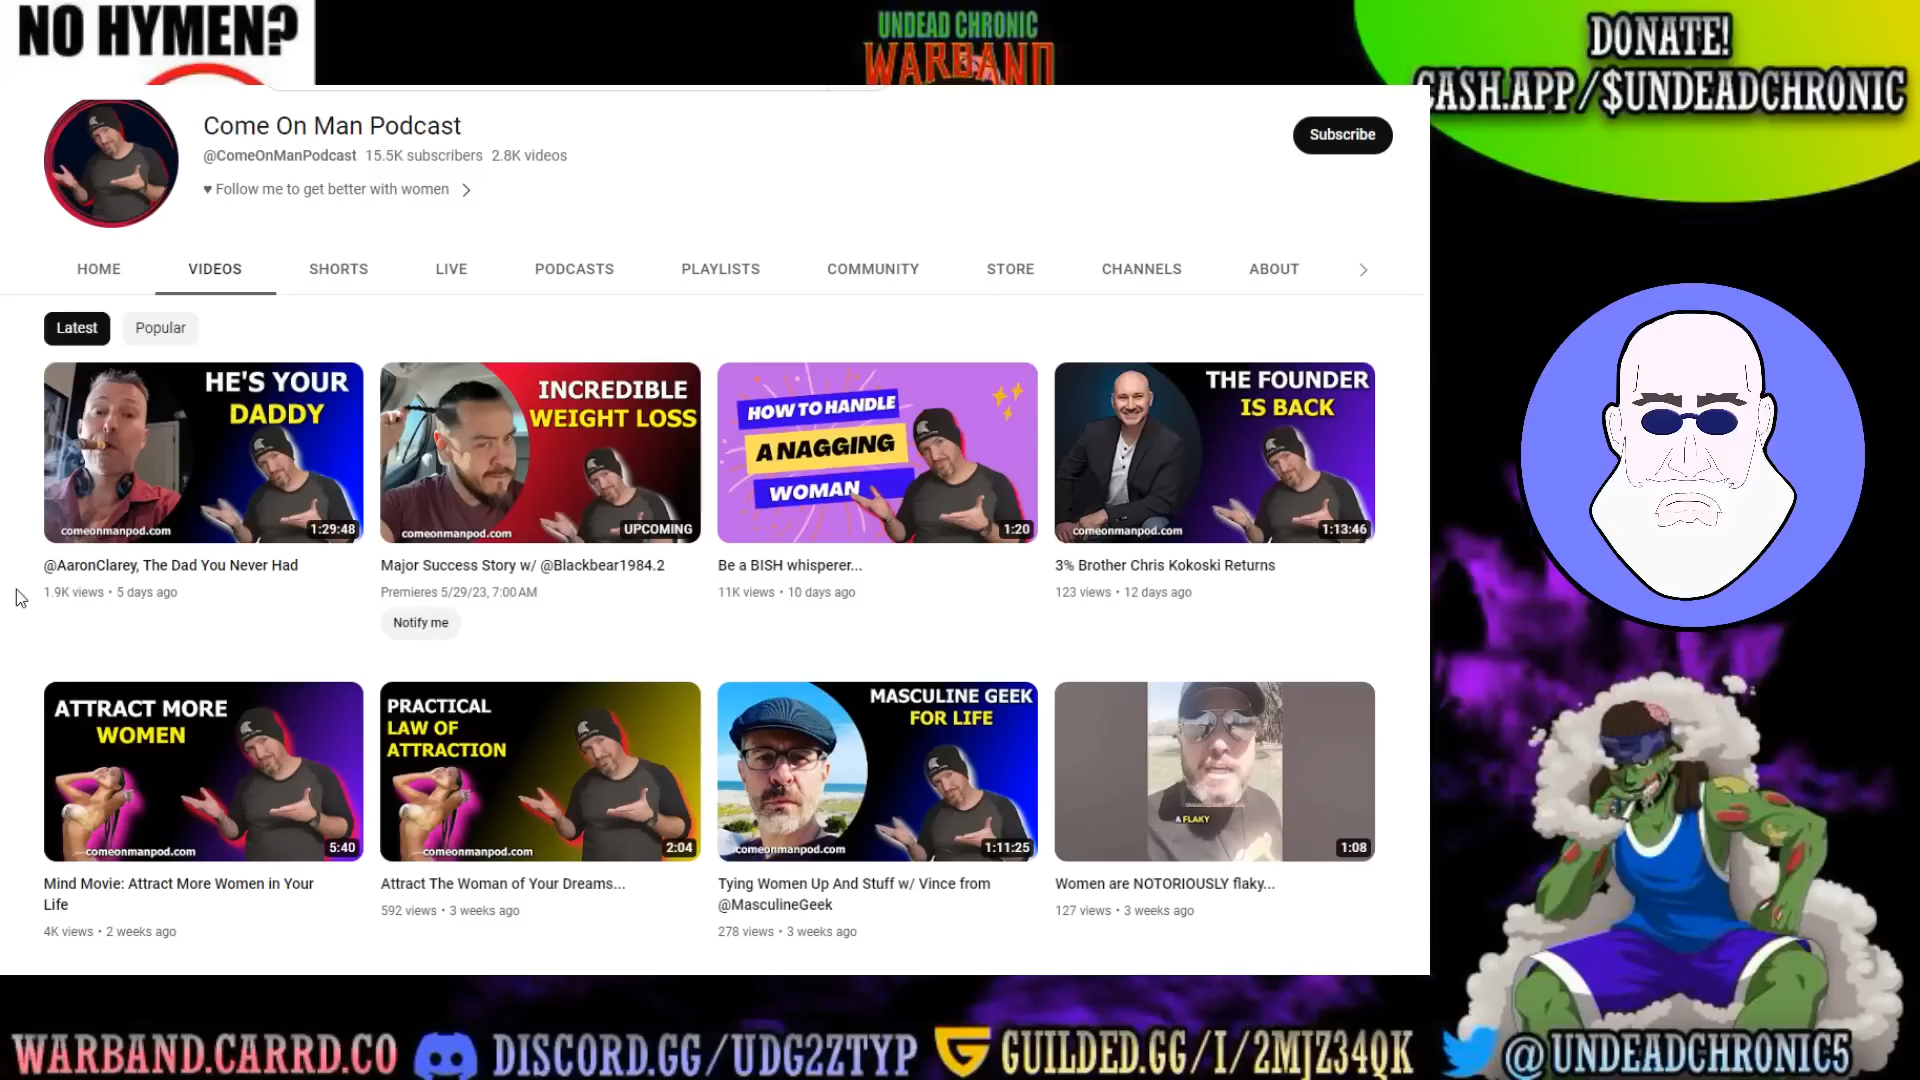 NO HYMEN?
UNDEAD CHRONIC
WARBAND
DONATE!
CASH.APP/$UNDEADCHRONIC
Come On Man Podcast
@ComeOnManPodcast 15.5K subscribers 2.8K videos
♥ Follow me to get better with women
Subscribe
HOME VIDEOS SHORTS LIVE PODCASTS PLAYLISTS COMMUNITY STORE CHANNELS ABOUT
Latest Popular
HE'S YOUR
DADDY
comeonmanpod.com
1:29:48
@AaronClarey, The Dad You Never Had
1.9K views • 5 days ago
INCREDIBLE
WEIGHT LOSS
comeonmanpod.com
UPCOMING
Major Success Story w/ @Blackbear1984.2
Premieres 5/29/23, 7:00 AM
Notify me
HOW TO HANDLE
A NAGGING
WOMAN
1:20
Be a BISH whisperer...
11K views • 10 days ago
THE FOUNDER
IS BACK
comeonmanpod.com
1:13:46
3% Brother Chris Kokoski Returns
123 views • 12 days ago
ATTRACT MORE
WOMEN
comeonmanpod.com
5:40
Mind Movie: Attract More Women in Your
Life
4K views • 2 weeks ago
PRACTICAL
LAW OF
ATTRACTION
comeonmanpod.com
2:04
Attract The Woman of Your Dreams...
592 views • 3 weeks ago
MASCULINE GEEK
FOR LIFE
comeonmanpod.com
1:11:25
Tying Women Up And Stuff w/ Vince from
@MasculineGeek
278 views • 3 weeks ago
A FLAKY
1:08
Women are NOTORIOUSLY flaky...
127 views • 3 weeks ago
WARBAND.CARRD.CO DISCORD.GG/UDG2ZTYP GUILDED.GG/I/2MJZ34QK @UNDEADCHRONIC5